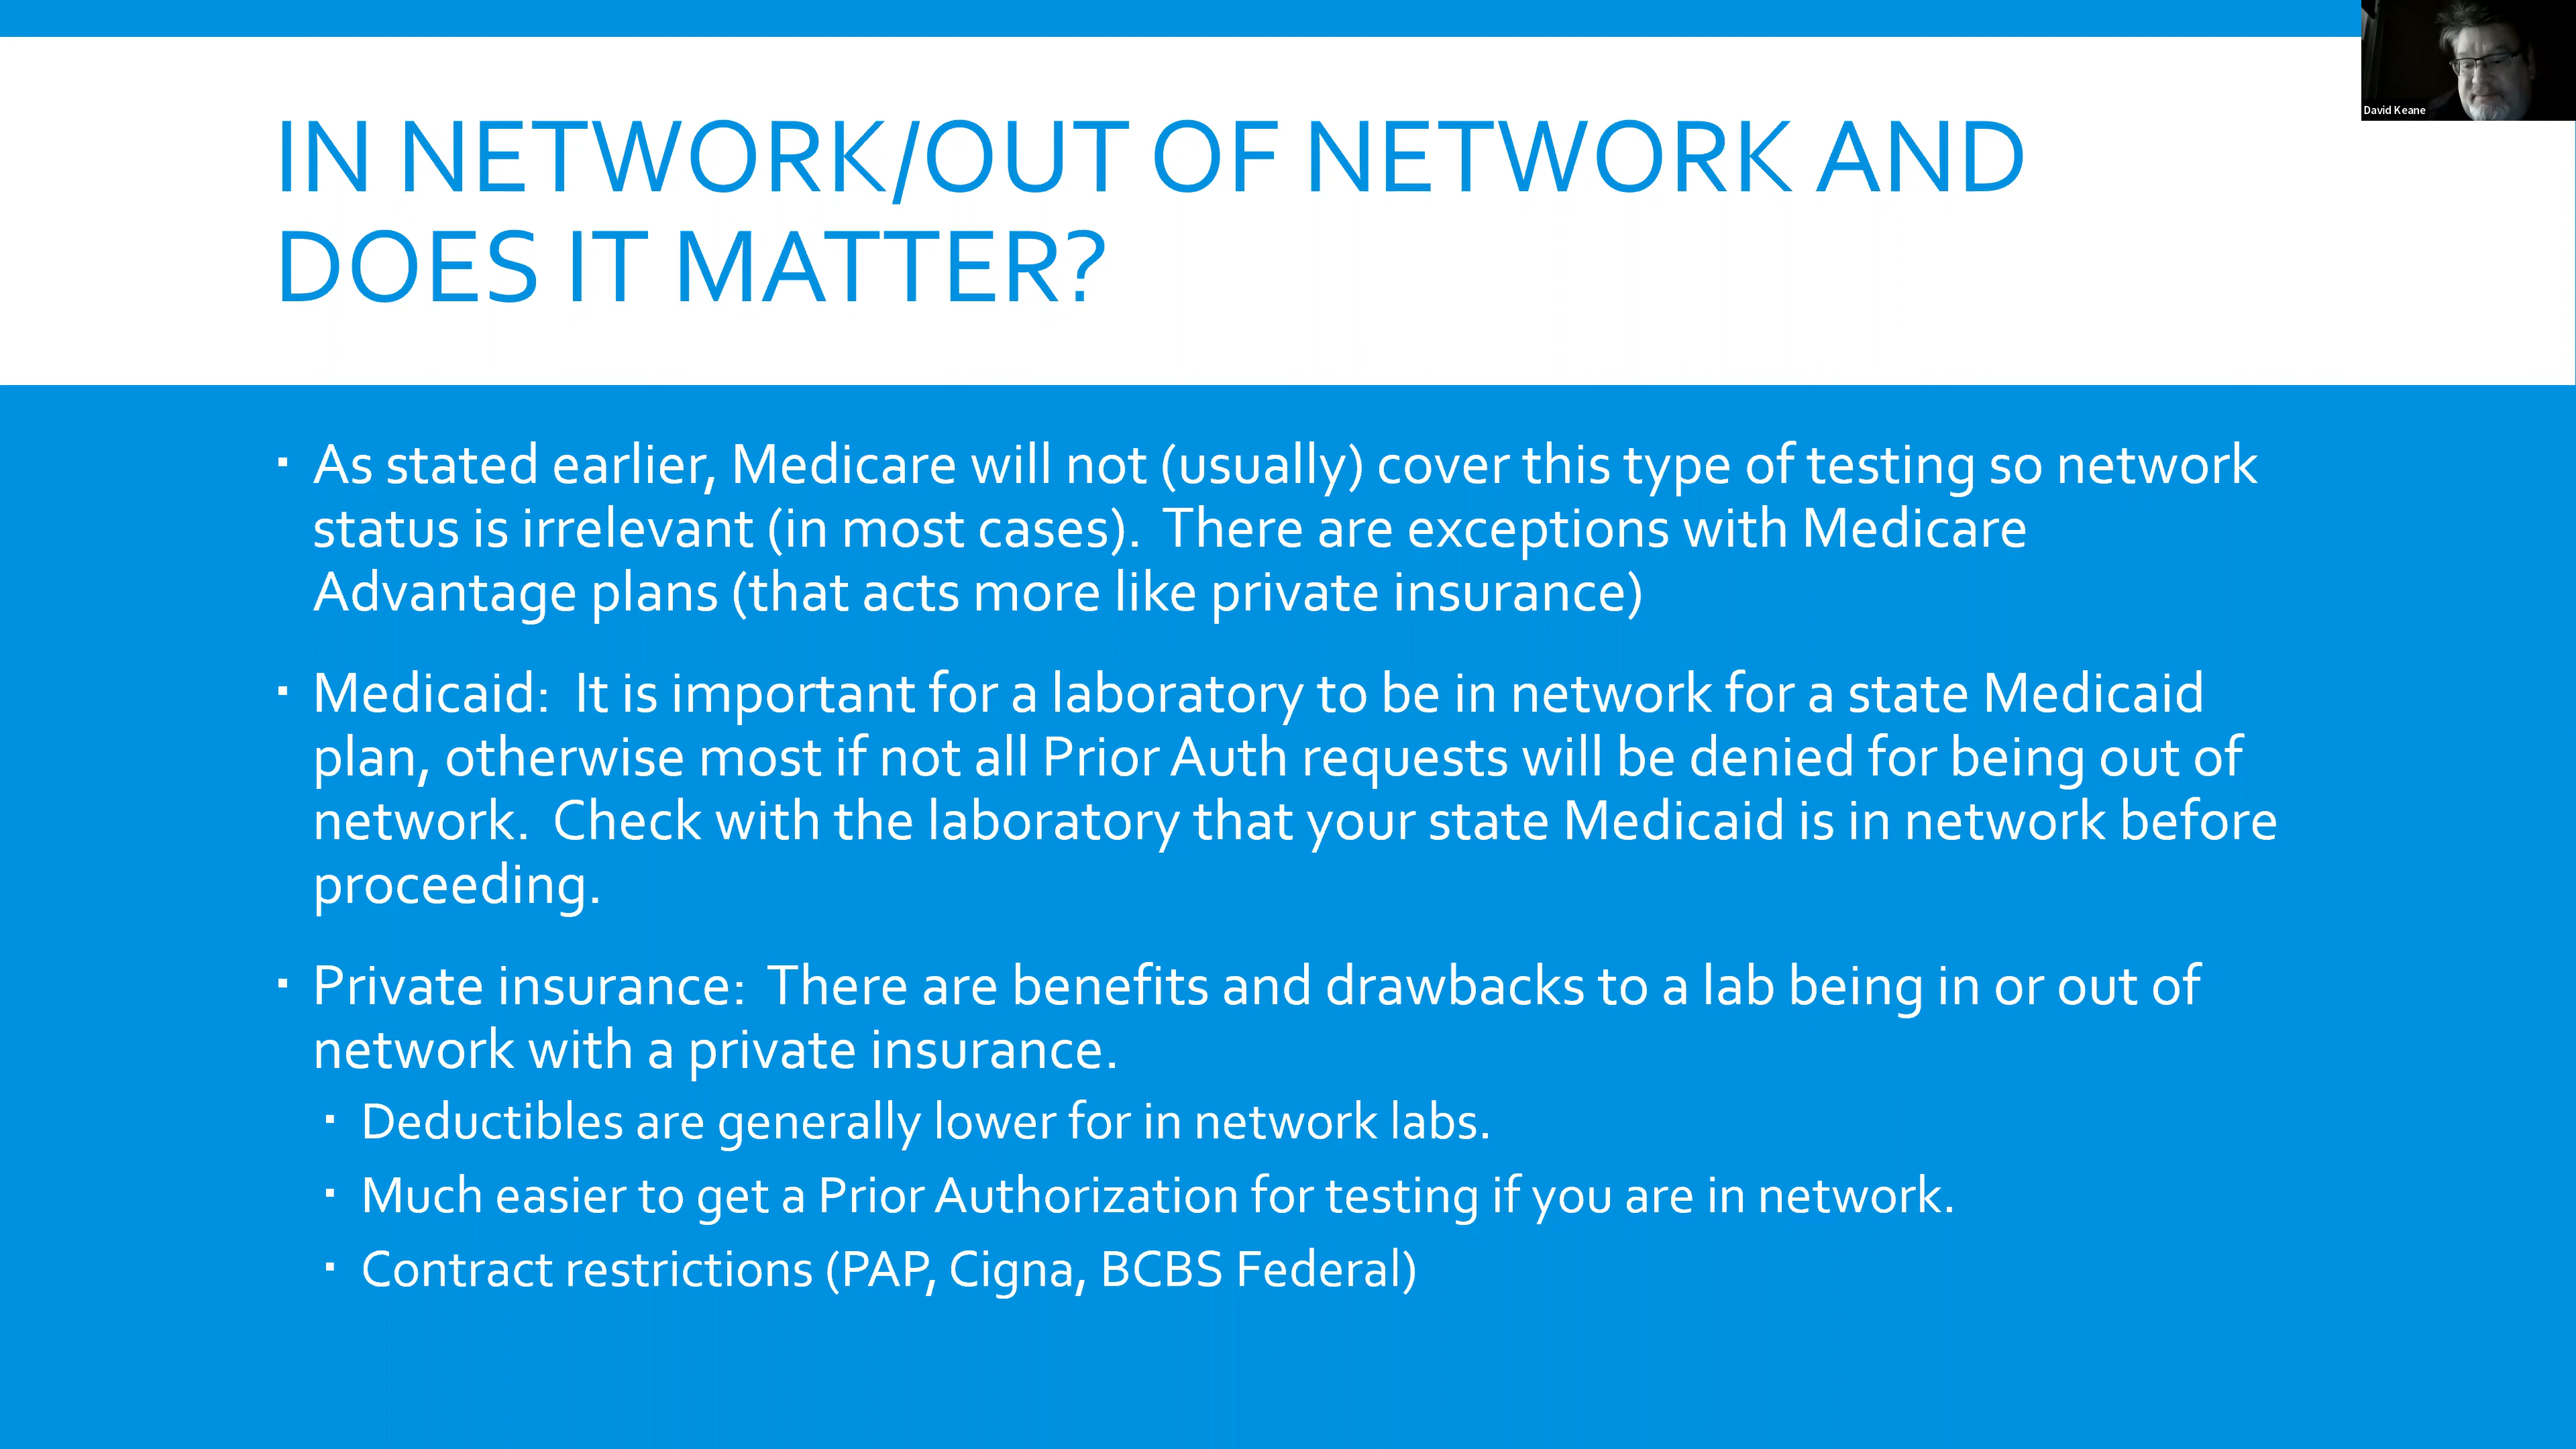 IN NETWORK/OUT OF NETWORK AND
DOES IT MATTER?
David Keane
▪ As stated earlier, Medicare will not (usually) cover this type of testing so network
status is irrelevant (in most cases).  There are exceptions with Medicare
Advantage plans (that acts more like private insurance)
▪ Medicaid:  It is important for a laboratory to be in network for a state Medicaid
plan, otherwise most if not all Prior Auth requests will be denied for being out of
network.  Check with the laboratory that your state Medicaid is in network before
proceeding.
▪ Private insurance:  There are benefits and drawbacks to a lab being in or out of
network with a private insurance.
▪ Deductibles are generally lower for in network labs.
▪ Much easier to get a Prior Authorization for testing if you are in network.
▪ Contract restrictions (PAP, Cigna, BCBS Federal)